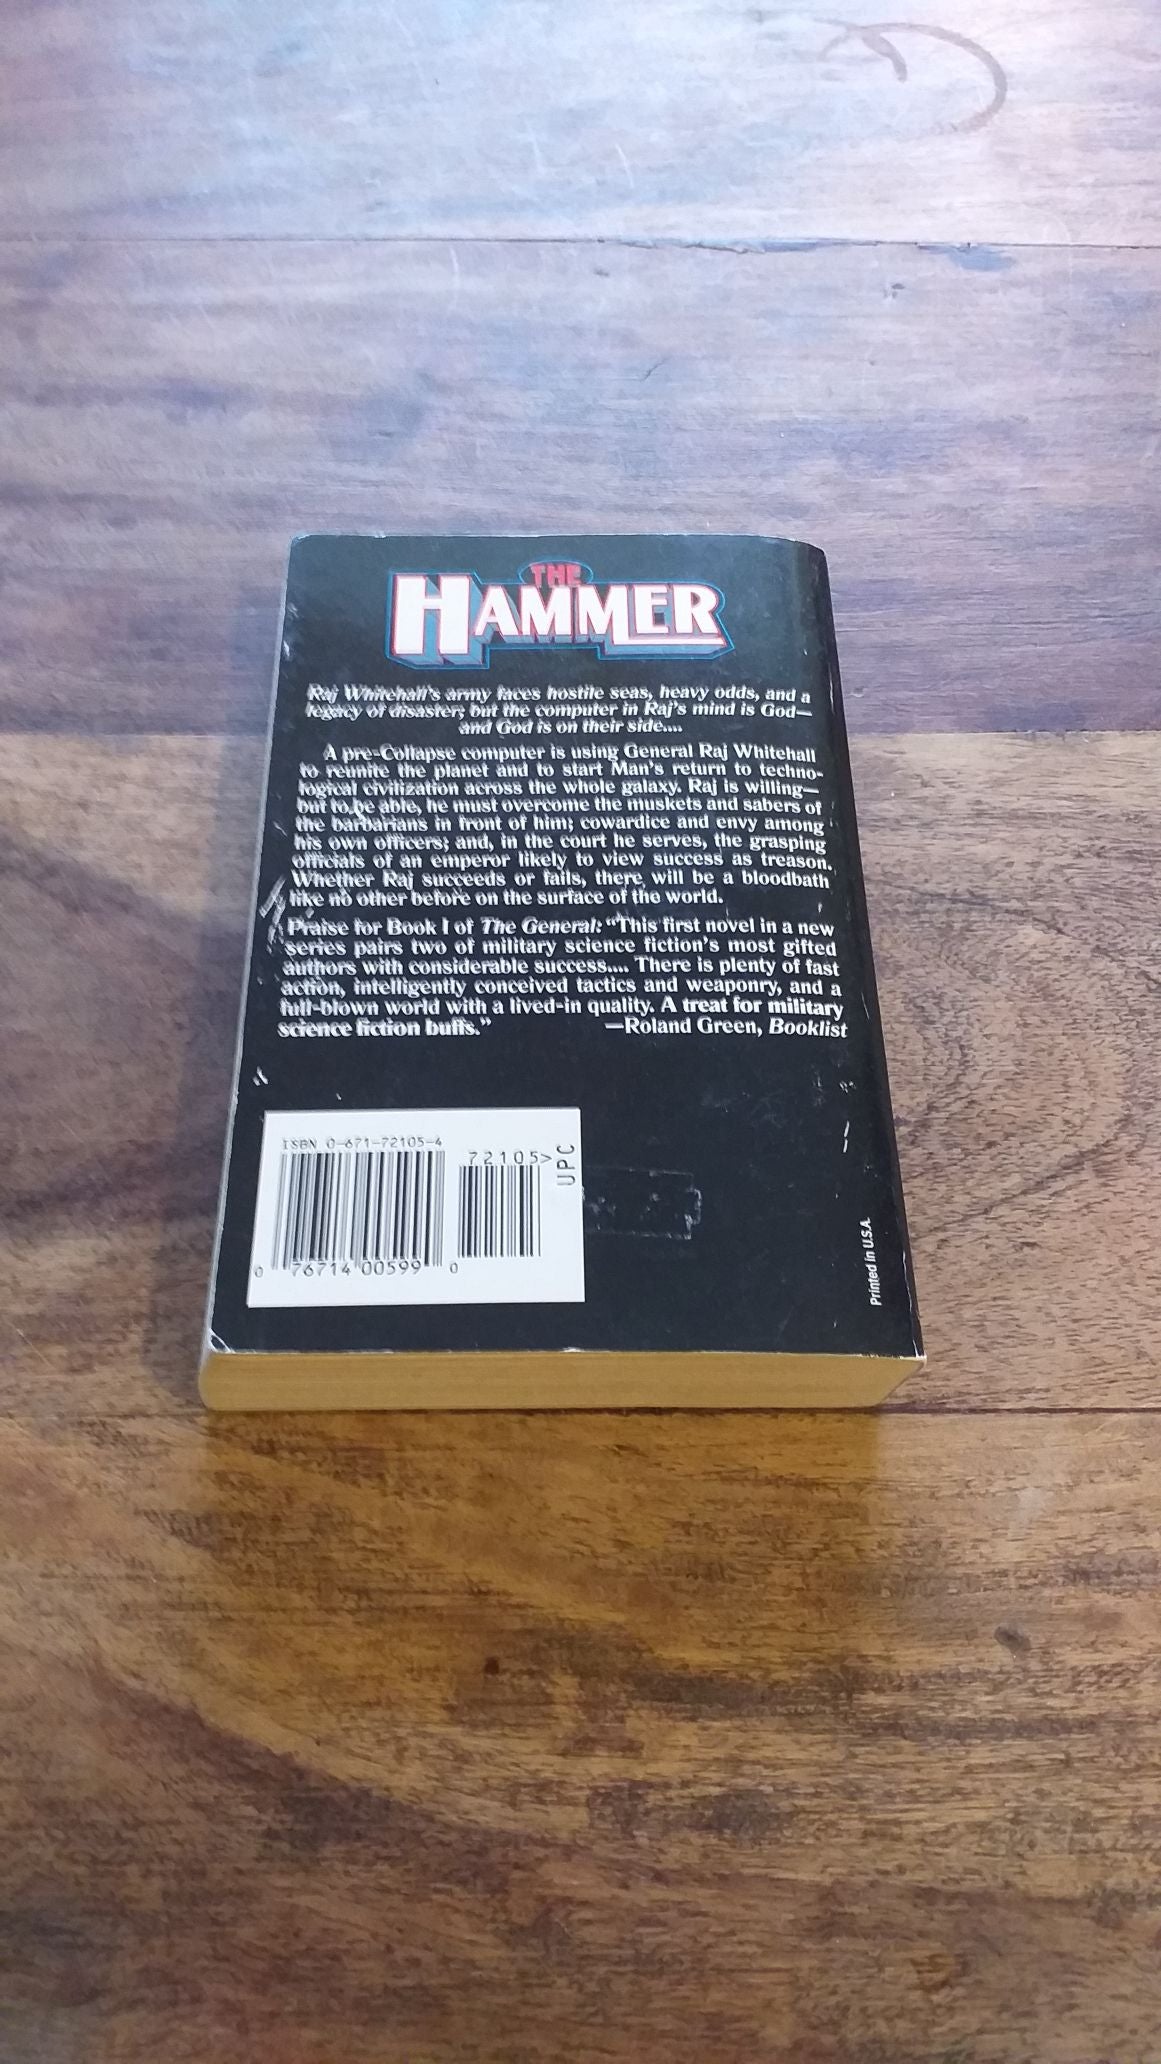 THE
HAMMER
Raj Whitehall's army faces hostile seas, heavy odds, and a
legacy of disaster; but the computer in Raj's mind is God—
and God is on their side....
A pre-Collapse computer is using General Raj Whitehall
to reunite the planet and to start Man's return to techno-
logical civilization across the whole galaxy. Raj is willing—
but to be able, he must overcome the muskets and sabers of
the barbarians in front of him; cowardice and envy among
his own officers; and, in the court he serves, the grasping
officials of an emperor likely to view success as treason.
Whether Raj succeeds or fails, there will be a bloodbath
like no other before on the surface of the world.
Praise for Book I of The General: “This first novel in a new
series pairs two of military science fiction's most gifted
authors with considerable success.... There is plenty of fast
action, intelligently conceived tactics and weaponry, and a
full-blown world with a lived-in quality. A treat for military
science fiction buffs.” —Roland Green, Booklist
ISBN 0-671-72105-4
72105>
UPC
0 76714 00599 0
Printed in U.S.A.